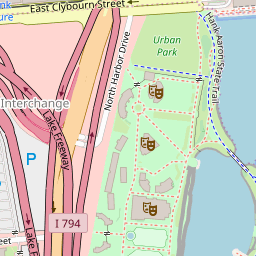 East Clybourn Street
Urban
Park
Hank Aaron State Trail
North Harbor Drive
Interchange
Lake Freeway
P
I 794